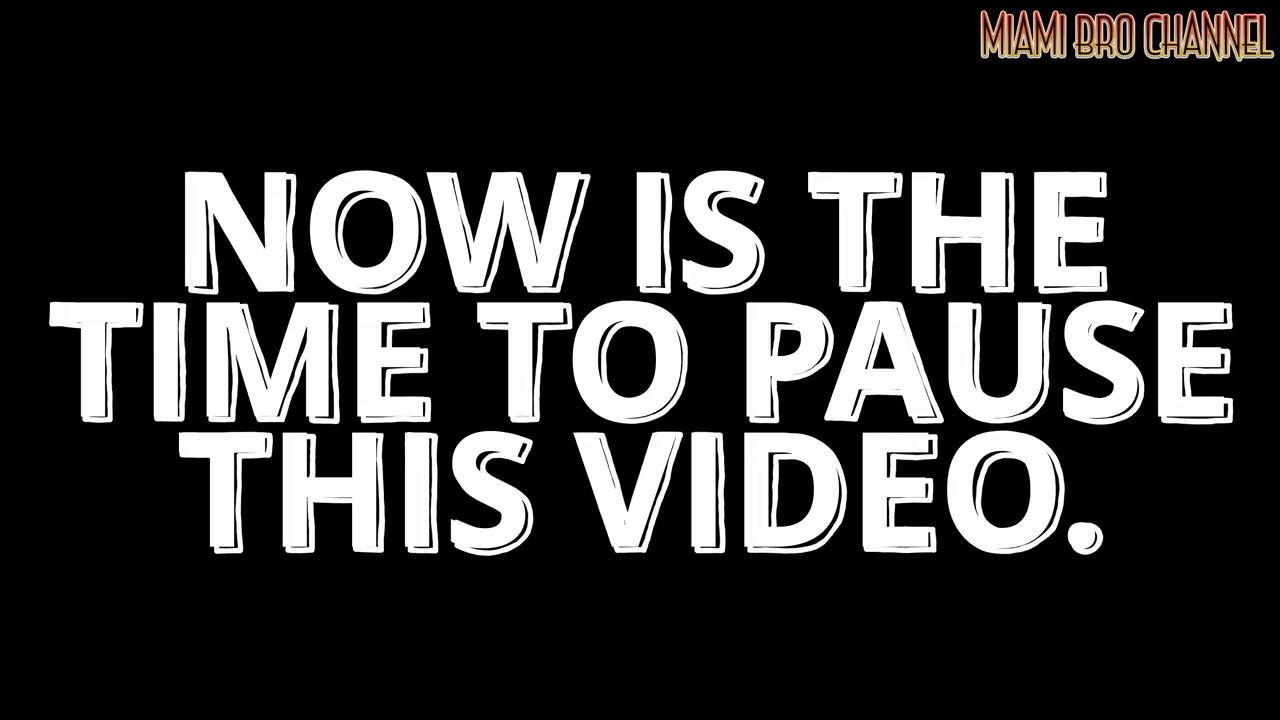 MIAMI BRO CHANNEL
NOW IS THE
TIME TO PAUSE
THIS VIDEO.